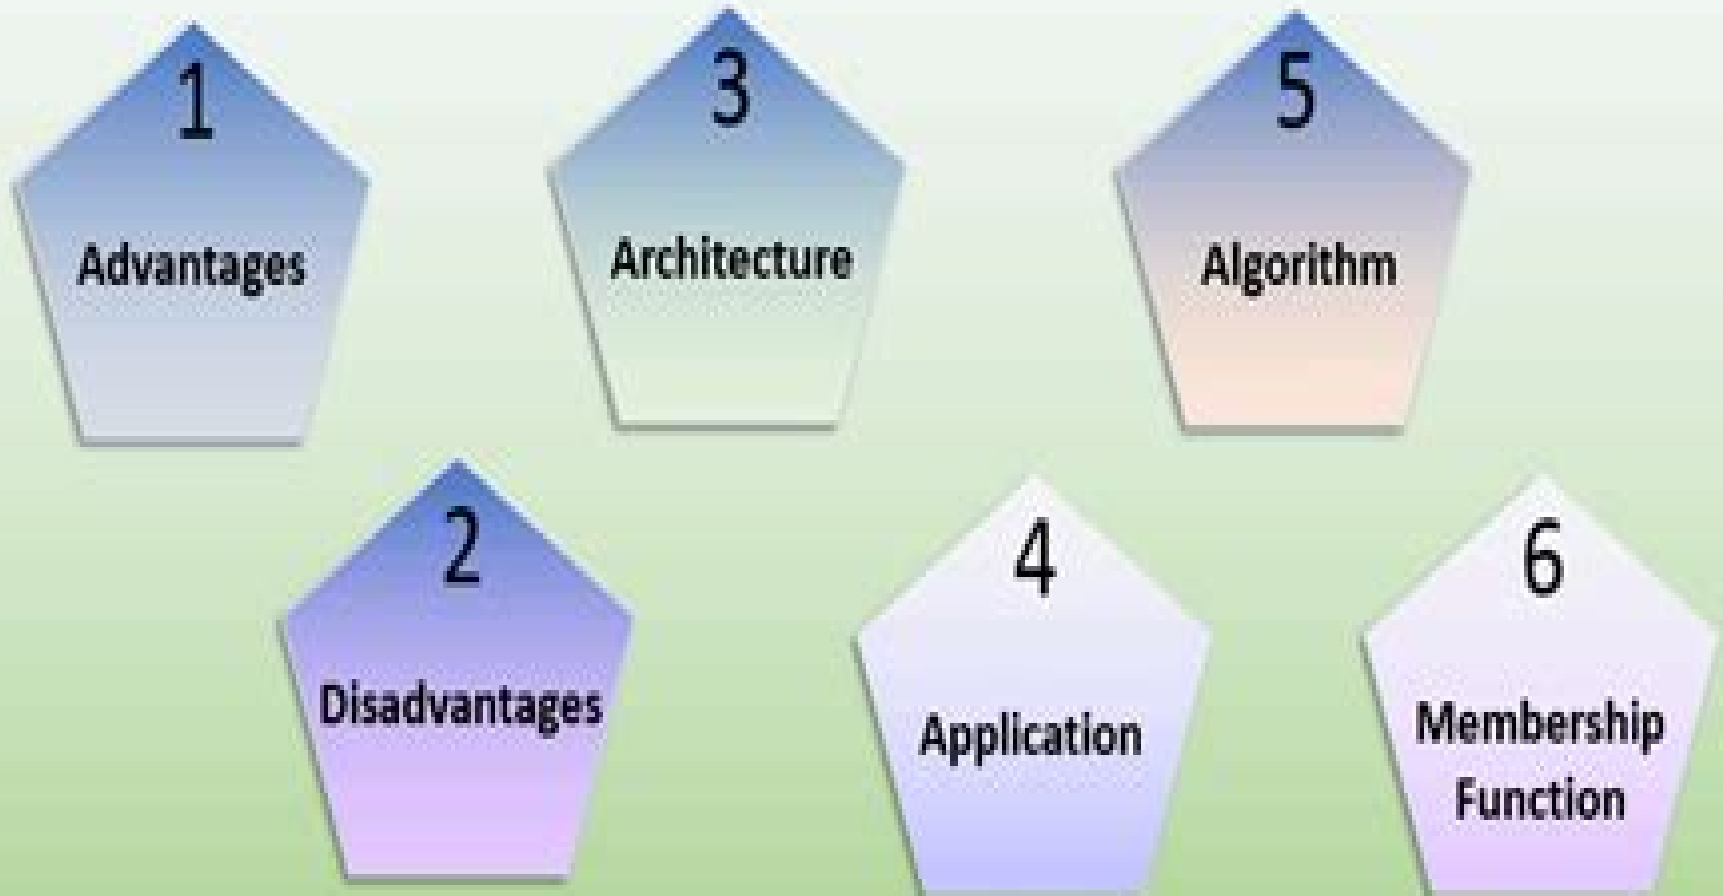 1
Advantages
2
Disadvantages
3
Architecture
4
Application
5
Algorithm
6
Membership
Function